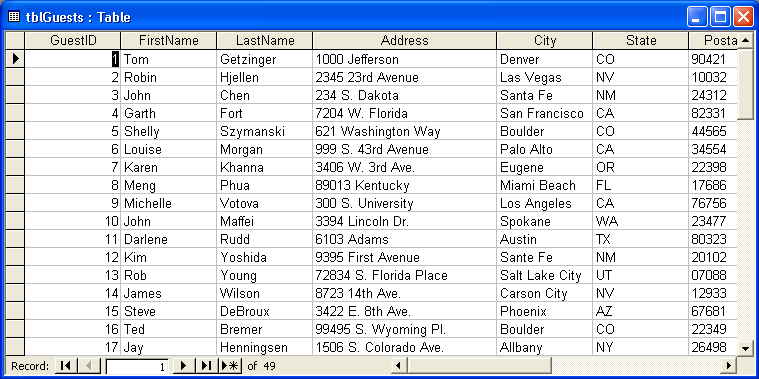 tblGuests : Table
GuestID FirstName LastName Address City State Posta
1 Tom Getzinger 1000 Jefferson Denver CO 90421
2 Robin Hjellen 2345 23rd Avenue Las Vegas NV 10032
3 John Chen 234 S. Dakota Santa Fe NM 24312
4 Garth Fort 7204 W. Florida San Francisco CA 82331
5 Shelly Szymanski 621 Washington Way Boulder CO 44565
6 Louise Morgan 999 S. 43rd Avenue Palo Alto CA 34554
7 Karen Khanna 3406 W. 3rd Ave. Eugene OR 22398
8 Meng Phua 89013 Kentucky Miami Beach FL 17686
9 Michelle Votova 300 S. University Los Angeles CA 76756
10 John Maffei 3394 Lincoln Dr. Spokane WA 23477
11 Darlene Rudd 6103 Adams Austin TX 80323
12 Kim Yoshida 9395 First Avenue Sante Fe NM 20102
13 Rob Young 72834 S. Florida Place Salt Lake City UT 07088
14 James Wilson 8723 14th Ave. Carson City NV 12933
15 Steve DeBroux 3422 E. 8th Ave. Phoenix AZ 67681
16 Ted Bremer 99495 S. Wyoming Pl. Boulder CO 22349
17 Jay Henningsen 1506 S. Colorado Ave. Allbany NY 26498
Record: 1 of 49